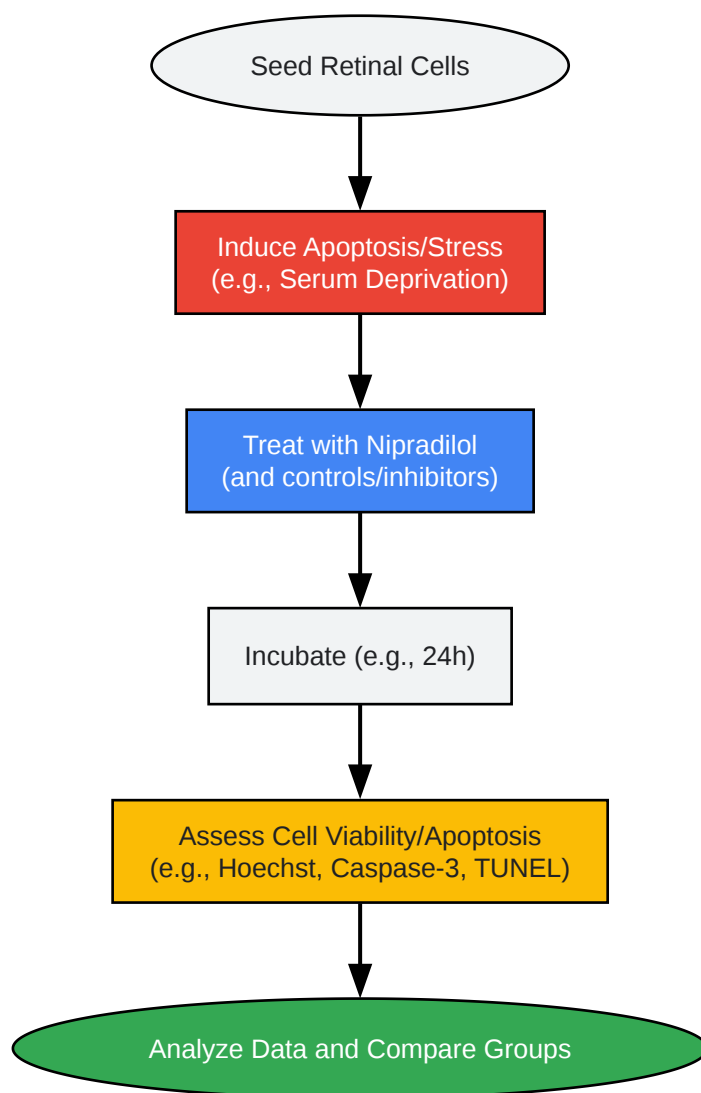 Seed Retinal Cells
Induce Apoptosis/Stress
(e.g., Serum Deprivation)
Treat with Nipradilol
(and controls/inhibitors)
Incubate (e.g., 24h)
Assess Cell Viability/Apoptosis
(e.g., Hoechst, Caspase-3, TUNEL)
Analyze Data and Compare Groups